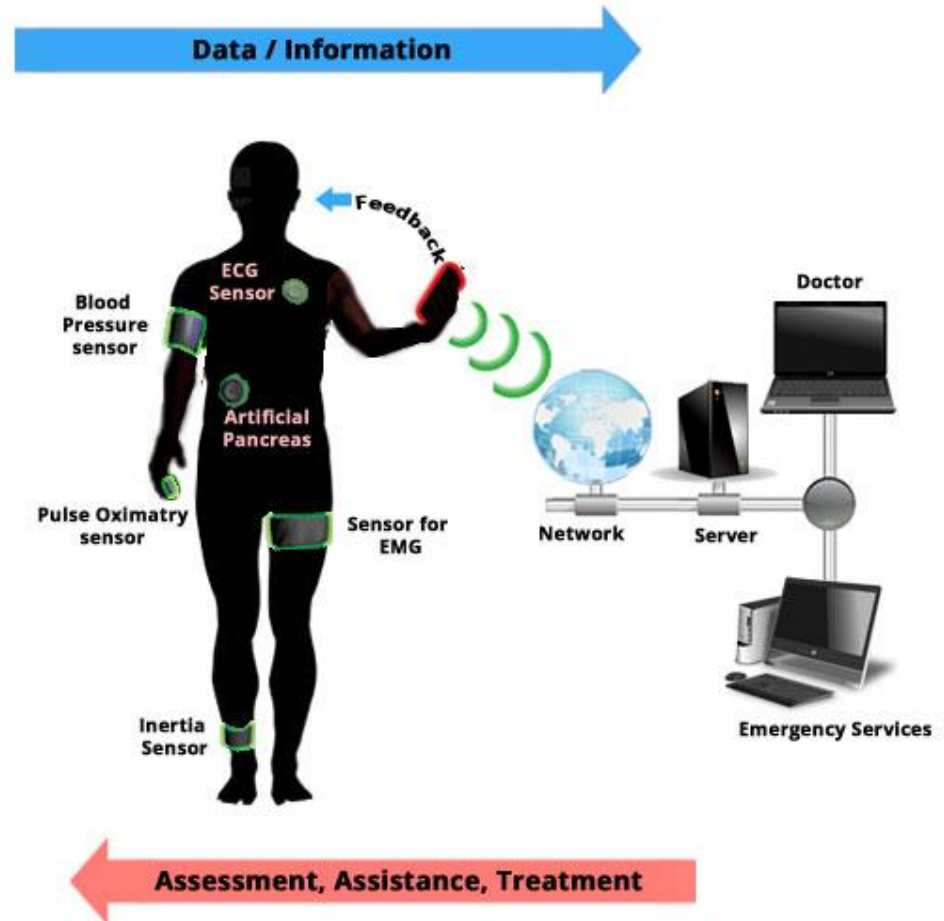 Data / Information
Feedback
ECG
Sensor
Blood
Pressure
sensor
Doctor
Artificial
Pancreas
Pulse Oximatry
sensor
Sensor for
EMG
Network
Server
Inertia
Sensor
Emergency Services
Assessment, Assistance, Treatment